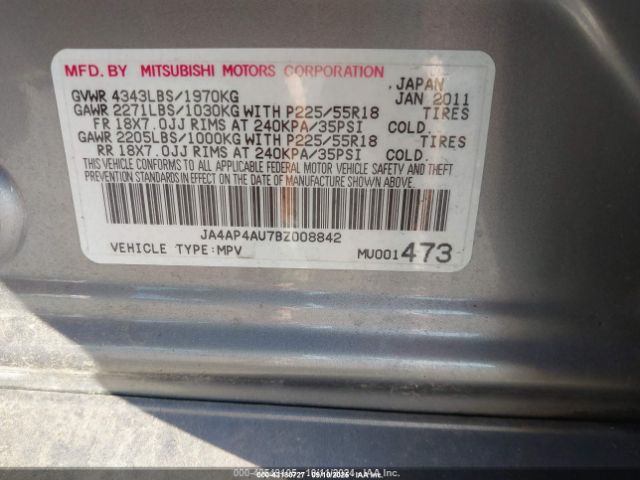 MFD. BY MITSUBISHI MOTORS CORPORATION
JAPAN
GVWR 4343LBS/1970KG JAN 2011
GAWR 2271LBS/1030KG WITH P225/55R18 TIRES
FR 18X7.0JJ RIMS AT 240KPA/35PSI COLD.
GAWR 2205LBS/1000KG WITH P225/55R18 TIRES
RR 18X7.0JJ RIMS AT 240KPA/35PSI COLD.
THIS VEHICLE CONFORMS TO ALL APPLICABLE FEDERAL MOTOR VEHICLE SAFETY AND THEFT
PREVENTION STANDARDS IN EFFECT ON THE DATE OF MANUFACTURE SHOWN ABOVE.
JA4AP4AU7BZ008842
VEHICLE TYPE:MPV MU001473